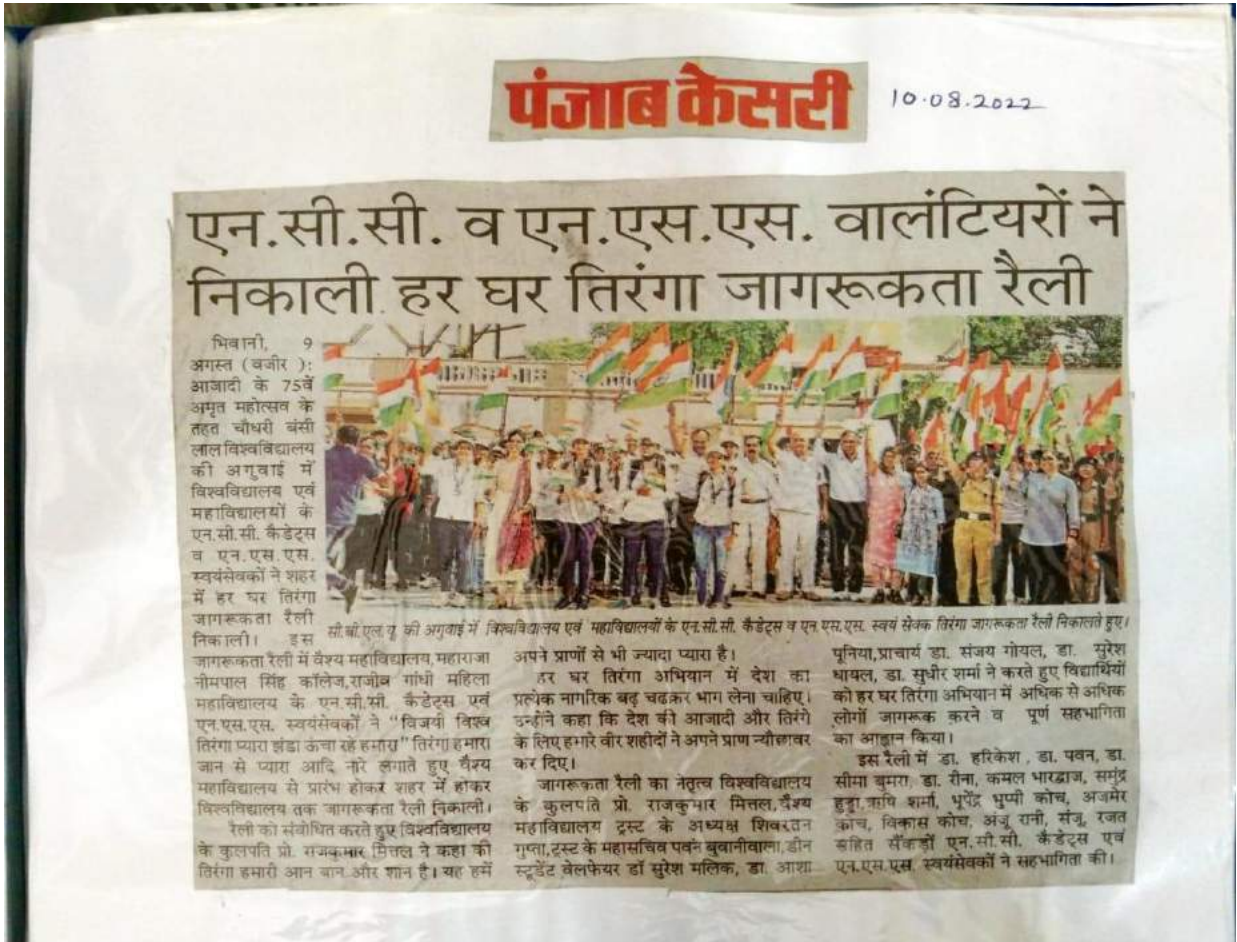 पंजाब केसरी
10.08.2022
एन.सी.सी. व एन.एस.एस. वालंटियरों ने
निकाली हर घर तिरंगा जागरूकता रैली
भिवानी, 9
अगस्त (वजीर ):
आजादी के 75वें
अमृत महोत्सव के
तहत चौधरी बंसी
लाल विश्वविद्यालय
की अगुवाई में
विश्वविद्यालय एवं
महाविद्यालयों के
एन.सी.सी. कैडेट्स
व एन.एस.एस.
स्वयंसेवकों ने शहर
में हर घर तिरंगा
जागरूकता रैली
निकाली। इस
जागरूकता रैली में वैश्य महाविद्यालय,महाराजा
नीमपाल सिंह कॉलेज,राजीव गांधी महिला
महाविद्यालय के एन.सी.सी. कैडेट्स एवं
एन.एस.एस. स्वयंसेवकों ने "विजयी विश्व
तिरंगा प्यारा झंडा ऊंचा रहे हमारा" तिरंगा हमारा
जान से प्यारा आदि नारे लगाते हुए वैश्य
महाविद्यालय से प्रारंभ होकर शहर में होकर
विश्वविद्यालय तक जागरूकता रैली निकाली।
रैली को संबोधित करते हुए विश्वविद्यालय
के कुलपति प्रो. राजकुमार मित्तल ने कहा की
तिरंगा हमारी आन बान और शान है। यह हमें
सी.बी.एल.यू. की अगुवाई में विश्वविद्यालय एवं महाविद्यालयों के एन.सी.सी. कैडेट्स व एन.एस.एस. स्वयं सेवक तिरंगा जागरूकता रैली निकालते हुए।
अपने प्राणों से भी ज्यादा प्यारा है।
हर घर तिरंगा अभियान में देश का
प्रत्येक नागरिक बढ़ चढ़कर भाग लेना चाहिए।
उन्होंने कहा कि देश की आजादी और तिरंगे
के लिए हमारे वीर शहीदों ने अपने प्राण न्यौछावर
कर दिए।
जागरूकता रैली का नेतृत्व विश्वविद्यालय
के कुलपति प्रो. राजकुमार मित्तल,वैश्य
महाविद्यालय ट्रस्ट के अध्यक्ष शिवरतन
गुप्ता,ट्रस्ट के महासचिव पवन बुवानीवाला,डीन
स्टूडेंट वेलफेयर डॉ सुरेश मलिक, डा. आशा
पूनिया,प्राचार्य डा. संजय गोयल, डा. सुरेश
धायल, डा. सुधीर शर्मा ने करते हुए विद्यार्थियों
को हर घर तिरंगा अभियान में अधिक से अधिक
लोगों जागरूक करने व पूर्ण सहभागिता
का आह्वान किया।
इस रैली में डा. हरिकेश, डा. पवन, डा.
सीमा बुमरा, डा. रीना, कमल भारद्वाज, समुंद्र
हुड्डा,ऋषि शर्मा, भूपेंद्र भुप्पी कोच, अजमेर
कोच, विकास कोच, अंजू रानी, संजू, रजत
सहित सैंकड़ों एन.सी.सी. कैडेट्स एवं
एन.एस.एस. स्वयंसेवकों ने सहभागिता की।